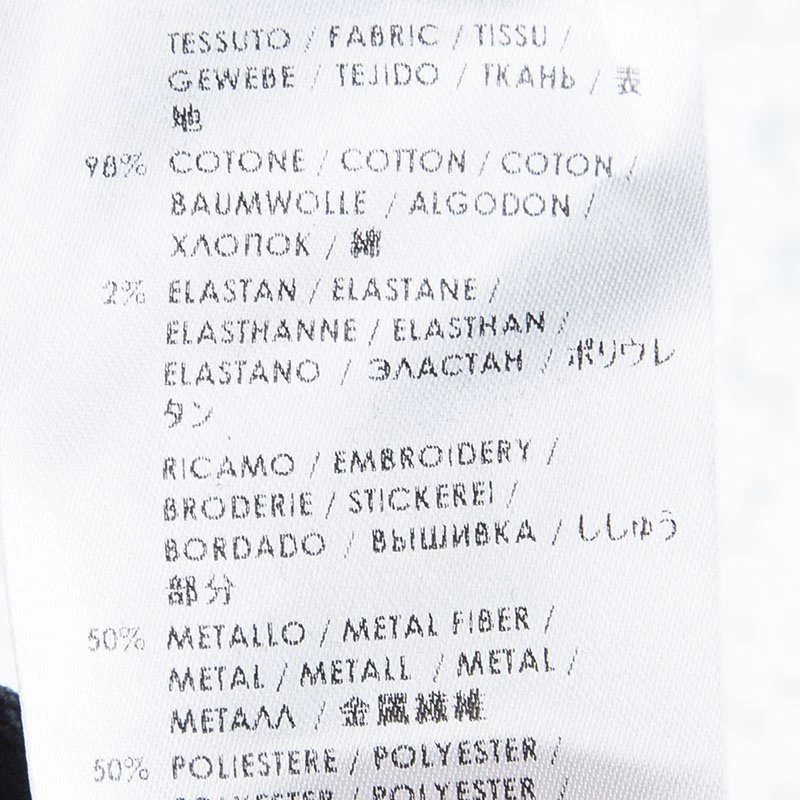 TESSUTO / FABRIC / TISSU /
GEWEBE / TEJIDO / ТКАНЬ / 表
地
98% COTONE / COTTON / COTON /
BAUMWOLLE / ALGODON /
ХЛОПОК / 綿
2% ELASTAN / ELASTANE /
ELASTHANNE / ELASTHAN /
ELASTANO / ЭЛАСТАН / ポリウレ
タン
RICAMO / EMBROIDERY /
BRODERIE / STICKEREI /
BORDADO / ВЫШИВКА / ししゅう
部分
50% METALLO / METAL FIBER /
METAL / METALL / METAL /
МЕТАЛЛ / 金属繊維
50% POLIESTERE / POLYESTER /
POLYESTER / POLYESTER /